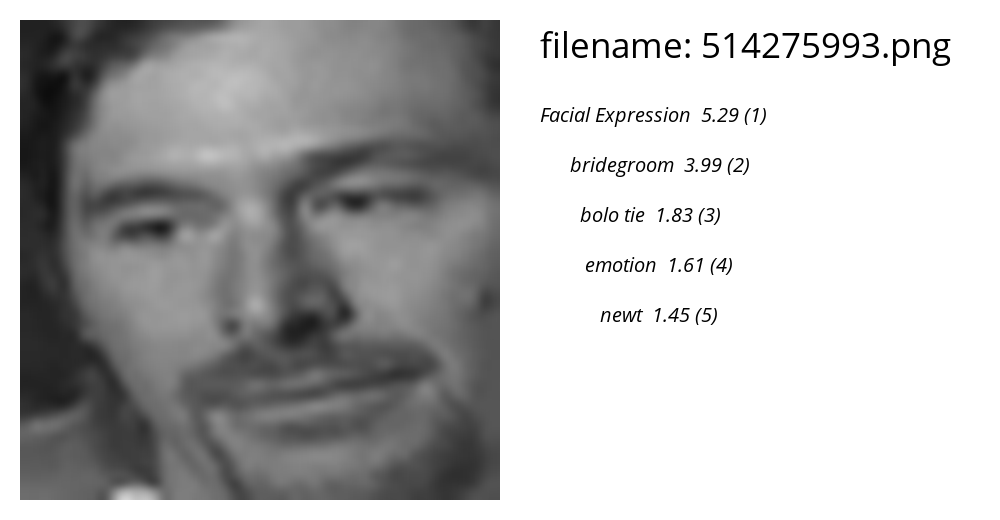 filename: 514275993.png
Facial Expression 5.29 (1)
bridegroom 3.99 (2)
bolo tie 1.83 (3)
emotion 1.61 (4)
newt 1.45 (5)